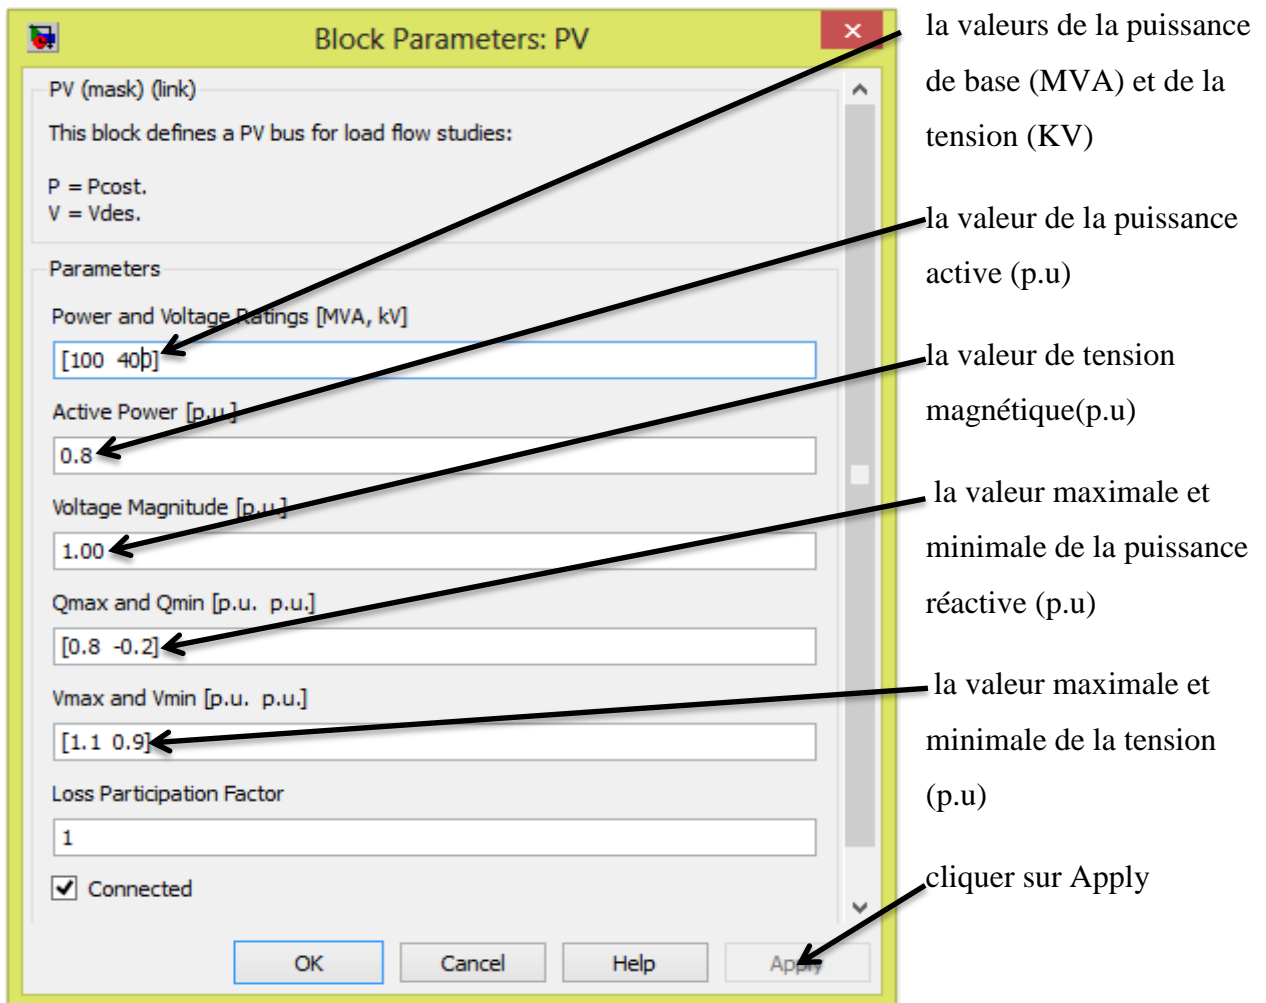 Block Parameters: PV
PV (mask) (link)
This block defines a PV bus for load flow studies:
P = Pcost.
V = Vdes.
Parameters
Power and Voltage Ratings [MVA, kV]
[100 400]
Active Power [p.u.]
0.8
Voltage Magnitude [p.u.]
1.00
Qmax and Qmin [p.u. p.u.]
[0.8 -0.2]
Vmax and Vmin [p.u. p.u.]
[1.1 0.9]
Loss Participation Factor
1
Connected
OK
Cancel
Help
Apply
la valeurs de la puissance
de base (MVA) et de la
tension (KV)
la valeur de la puissance
active (p.u)
la valeur de tension
magnétique(p.u)
la valeur maximale et
minimale de la puissance
réactive (p.u)
la valeur maximale et
minimale de la tension
(p.u)
cliquer sur Apply